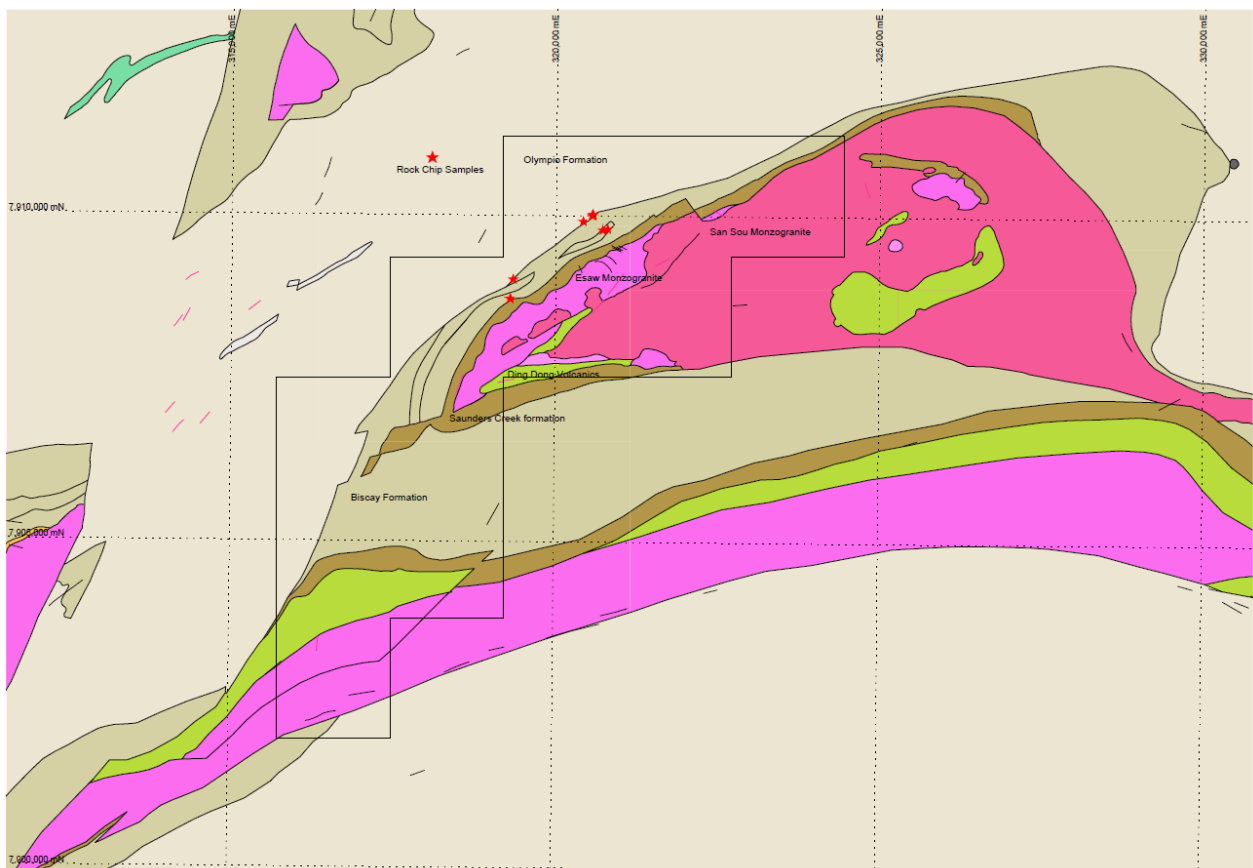 315,000 mE
320,000 mE
325,000 mE
330,000 mE
Olympio Formation
Rock Chip Samples
7,910,000 mN
San Sou Monzogranite
Esaw Monzogranite
Ding Dong Volcanics
Saunders Creek formation
Biscay Formation
7,905,000 mN
7,900,000 mN